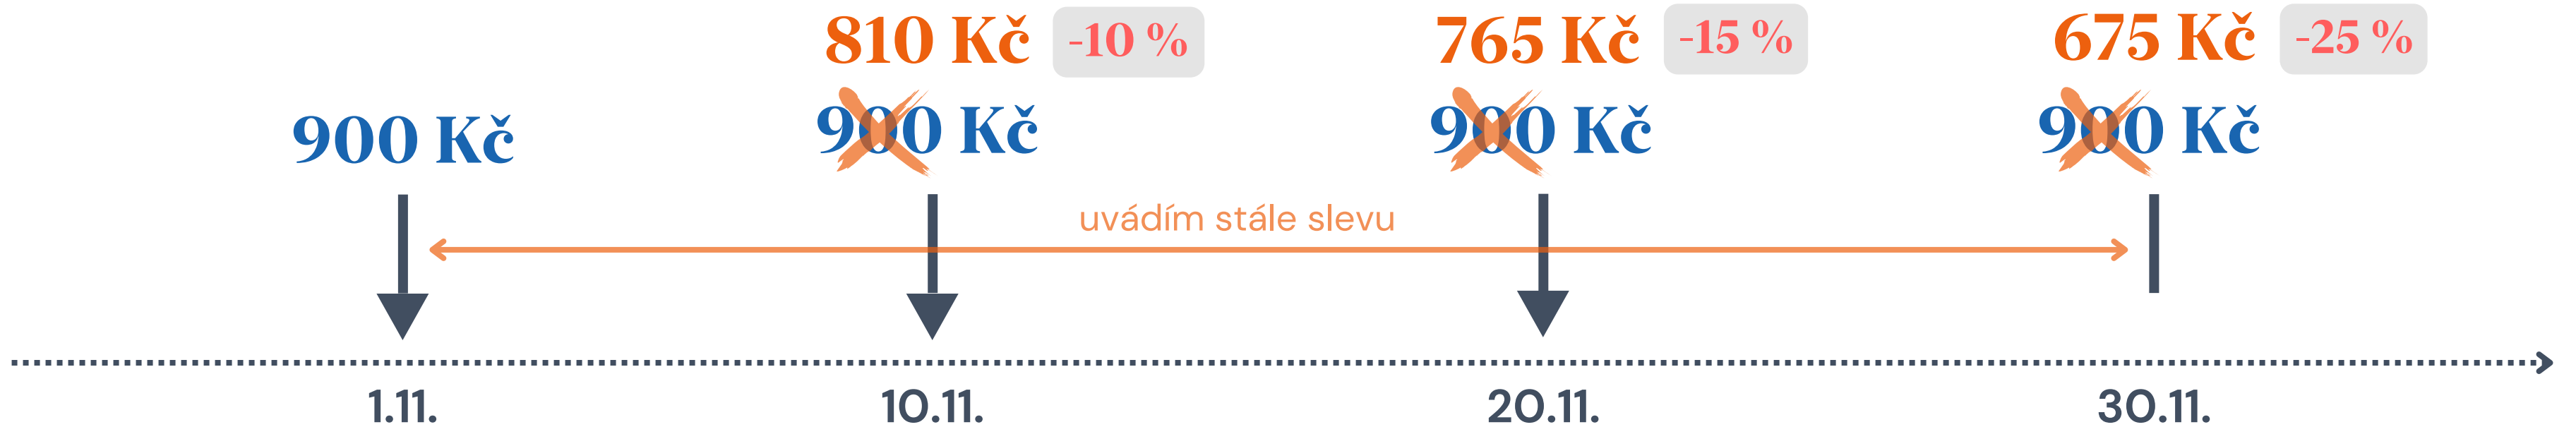 810 Kč -10 %
765 Kč -15 %
675 Kč -25 %
900 Kč
900 Kč
900 Kč
900 Kč
uvádím stále slevu
1.11.
10.11.
20.11.
30.11.